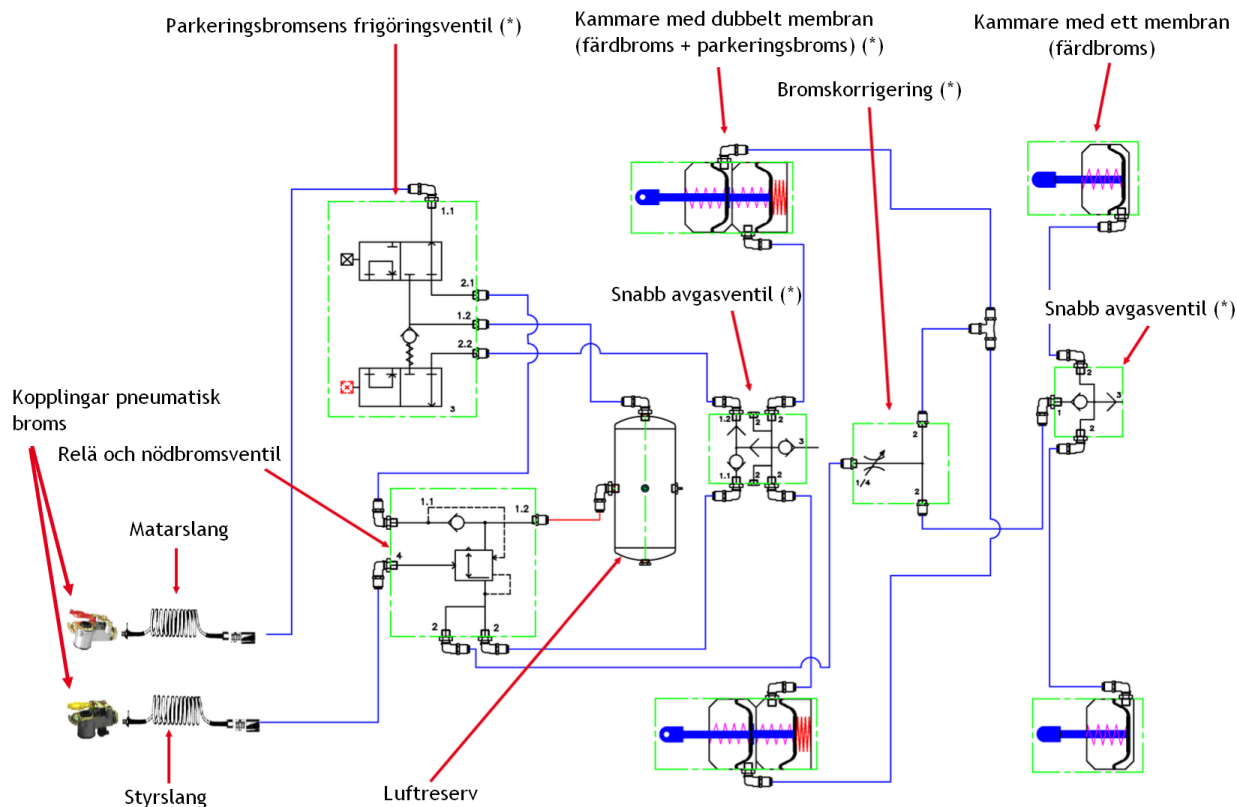 Parkeringsbromsens frigöringsventil (*)
Kammare med dubbelt membran
(färdbroms + parkeringsbroms) (*)
Kammare med ett membran
(färdbroms)
Bromskorrigering (*)
1.1
2.1
1.2
2.2
3
Snabb avgasventil (*)
Snabb avgasventil (*)
Kopplingar pneumatisk
broms
Relä och nödbromsventil
1.2
2
2
3
1.1
2
2
2
1/4
2
2
1
3
2
1.1
1.2
4
2
2
Matarslang
Styrslang
Luftreserv